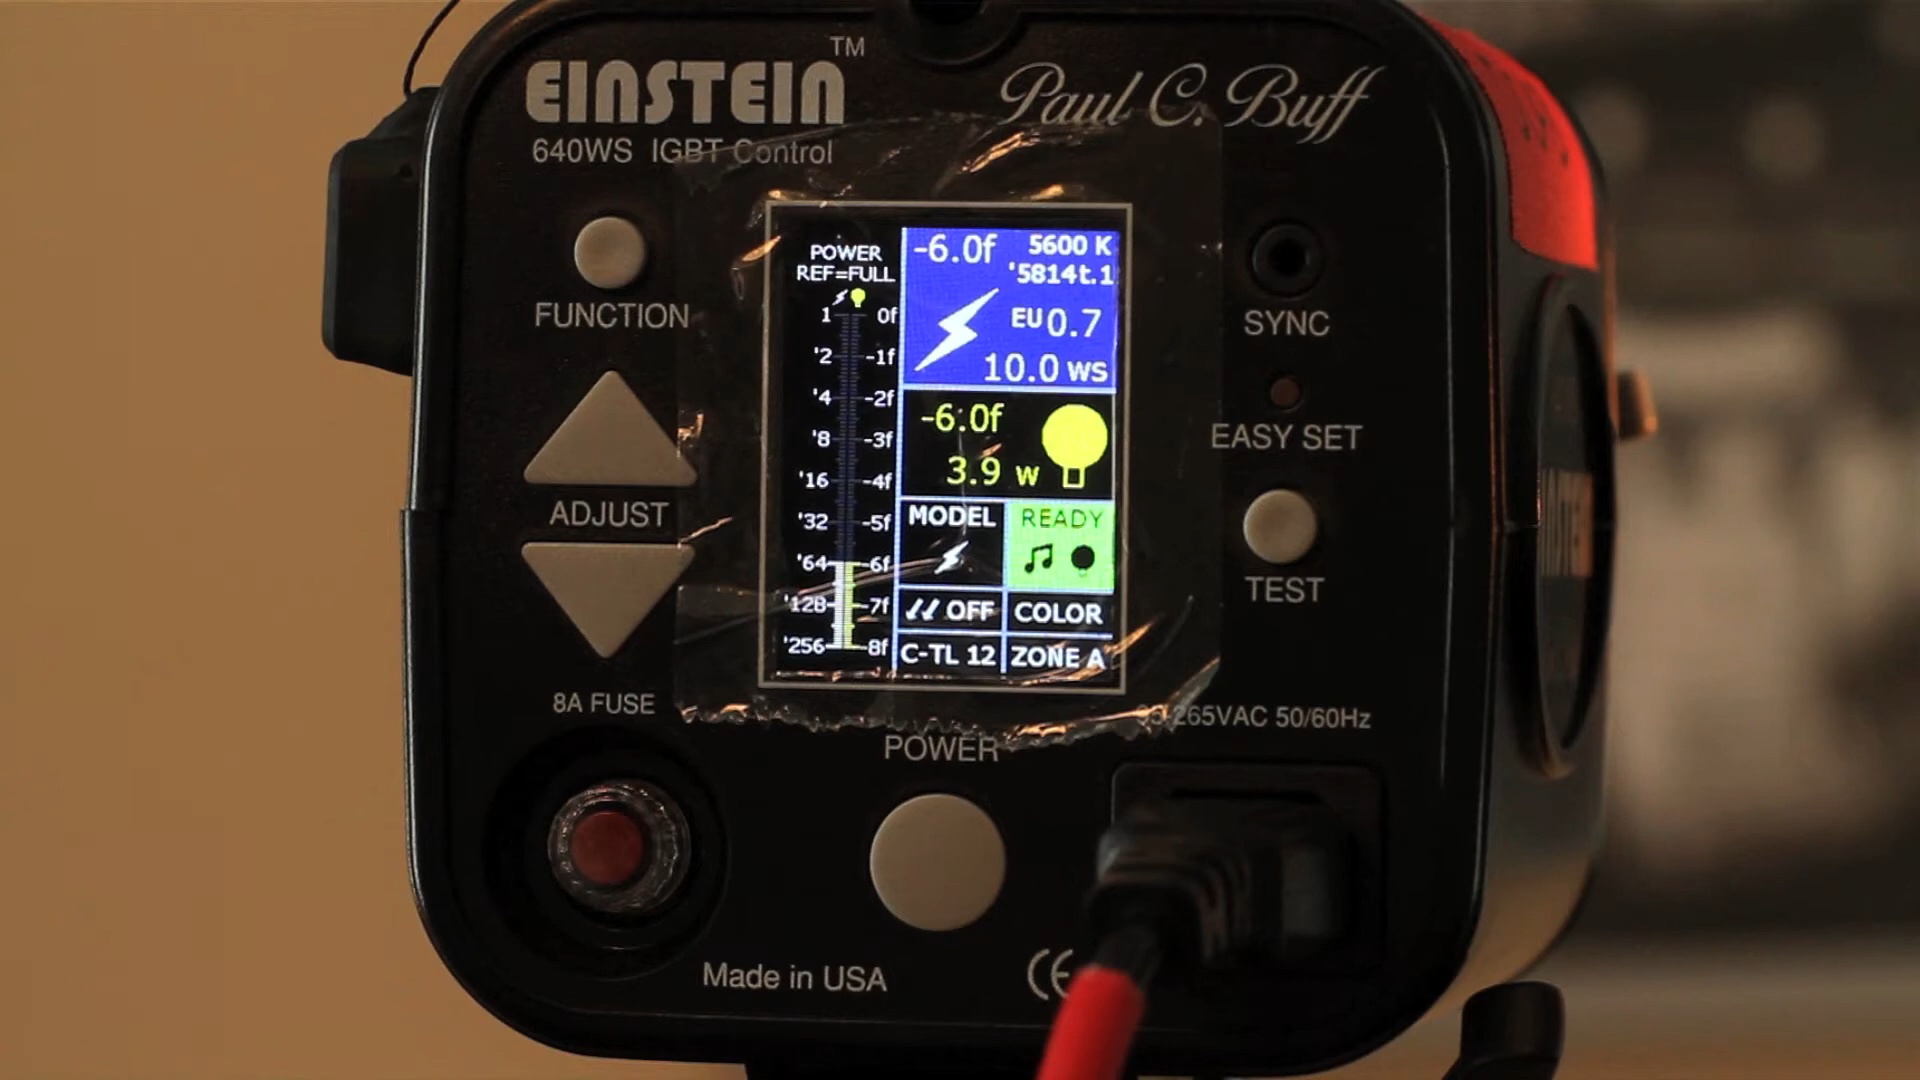 EINSTEIN™
Paul C. Buff
640WS IGBT Control
FUNCTION
ADJUST
8A FUSE
POWER
REF=FULL
1 0f
'2 -1f
'4 -2f
'8 -3f
'16 -4f
'32 -5f
'64 -6f
'128 -7f
'256 -8f
-6.0f 5600 K
'5814t.1
EU 0.7
10.0 WS
-6.0f
3.9 W
MODEL READY
OFF COLOR
C-TL 12 ZONE A
SYNC
EASY SET
TEST
265VAC 50/60Hz
POWER
Made in USA
CE